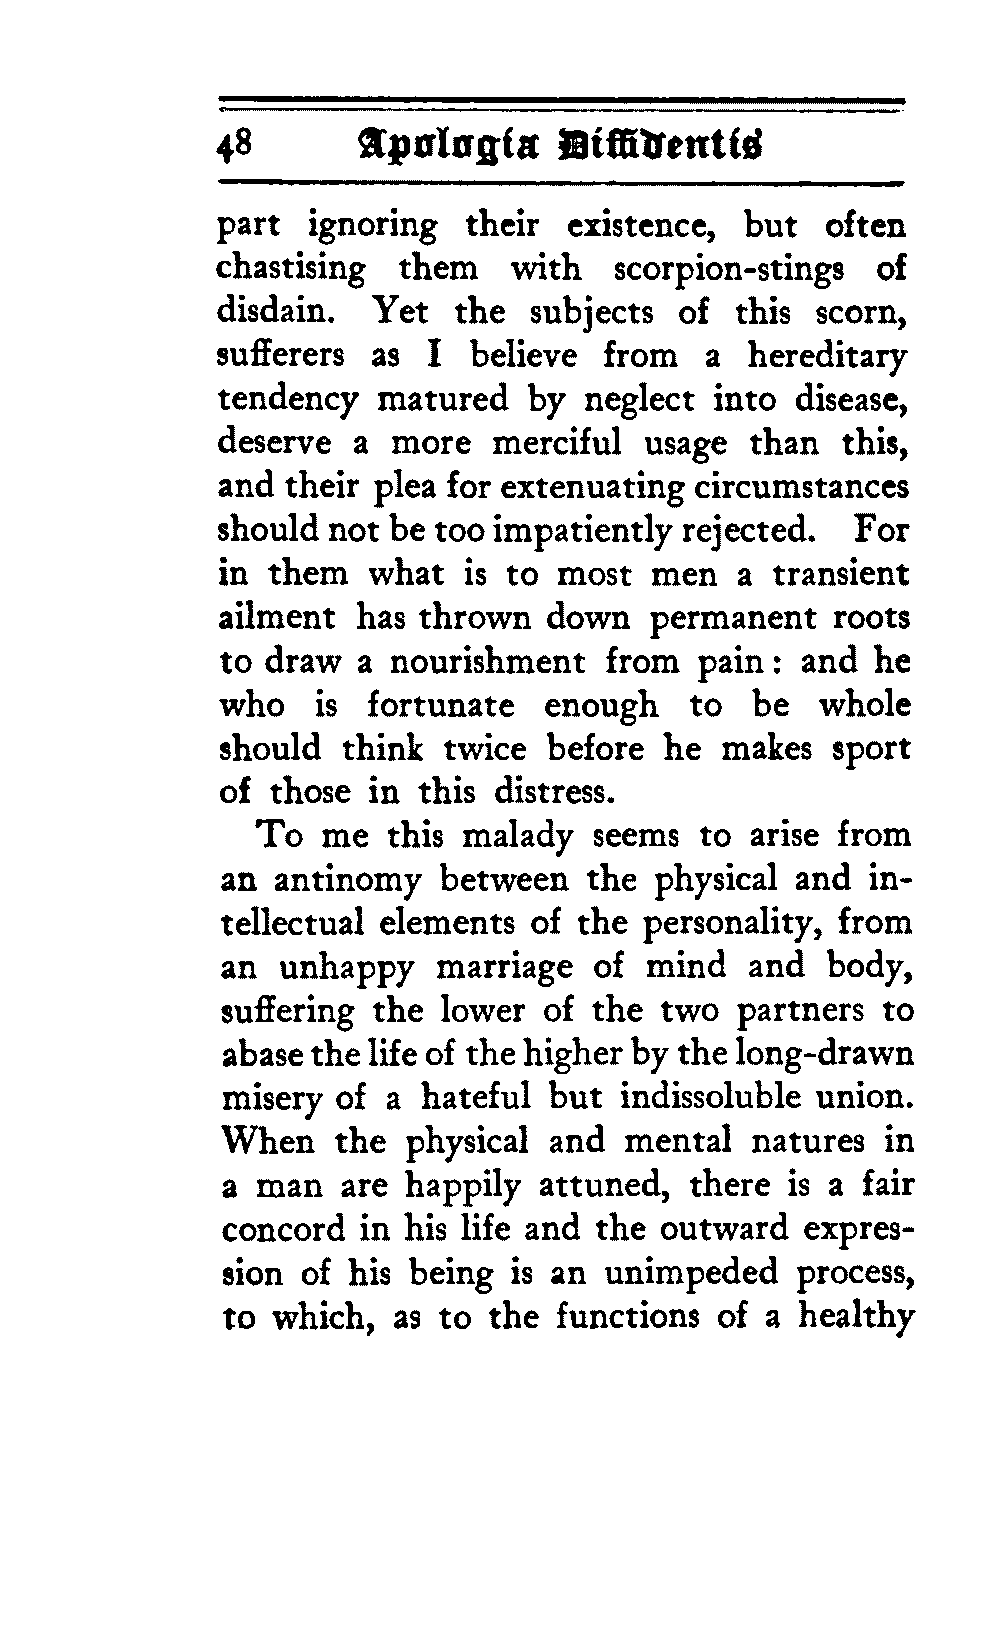 48 Apologia Diffidentis
part ignoring their existence, but often
chastising them with scorpion-stings of
disdain. Yet the subjects of this scorn,
sufferers as I believe from a hereditary
tendency matured by neglect into disease,
deserve a more merciful usage than this,
and their plea for extenuating circumstances
should not be too impatiently rejected. For
in them what is to most men a transient
ailment has thrown down permanent roots
to draw a nourishment from pain : and he
who is fortunate enough to be whole
should think twice before he makes sport
of those in this distress.
To me this malady seems to arise from
an antinomy between the physical and in-
tellectual elements of the personality, from
an unhappy marriage of mind and body,
suffering the lower of the two partners to
abase the life of the higher by the long-drawn
misery of a hateful but indissoluble union.
When the physical and mental natures in
a man are happily attuned, there is a fair
concord in his life and the outward expres-
sion of his being is an unimpeded process,
to which, as to the functions of a healthy